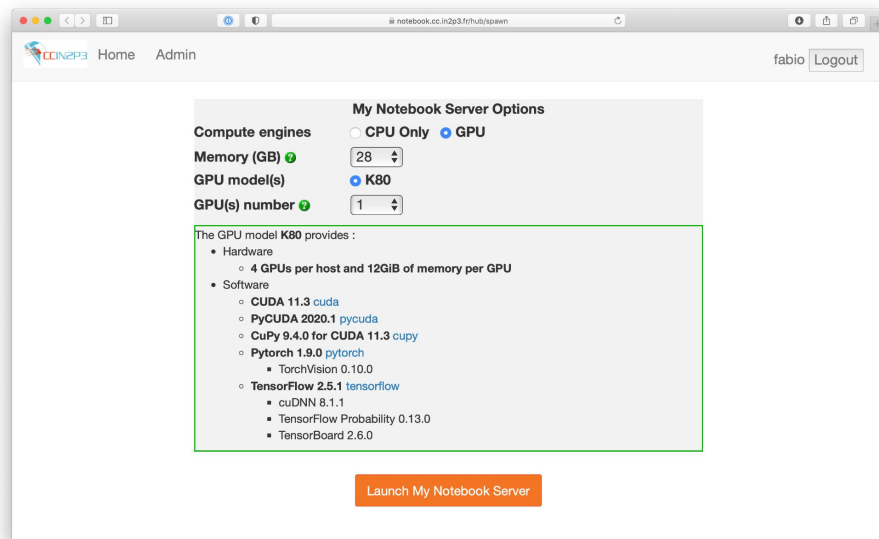 notebook.cc.in2p3.fr/hub/spawn
CCIN2P3 Home Admin
fabio Logout
My Notebook Server Options
Compute engines CPU Only GPU
Memory (GB) ? 28
GPU model(s) K80
GPU(s) number ? 1
The GPU model K80 provides :
• Hardware
◦ 4 GPUs per host and 12GiB of memory per GPU
• Software
◦ CUDA 11.3 cuda
◦ PyCUDA 2020.1 pycuda
◦ CuPy 9.4.0 for CUDA 11.3 cupy
◦ Pytorch 1.9.0 pytorch
▪ TorchVision 0.10.0
◦ TensorFlow 2.5.1 tensorflow
▪ cuDNN 8.1.1
▪ TensorFlow Probability 0.13.0
▪ TensorBoard 2.6.0
Launch My Notebook Server